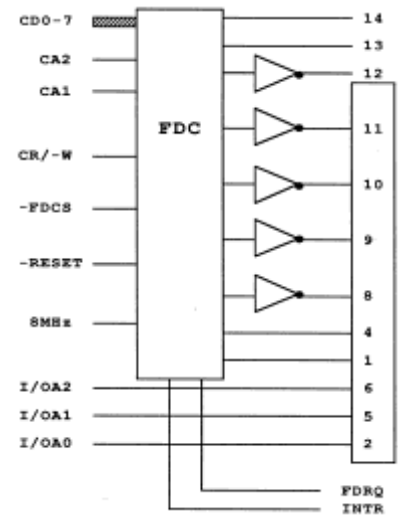 CD0-7
14
13
CA2
12
CA1
FDC
11
CR/-W
10
-FDCS
9
-RESET
8
8MHz
4
1
I/OA2
6
I/OA1
5
I/OA0
2
FDRQ
INTR